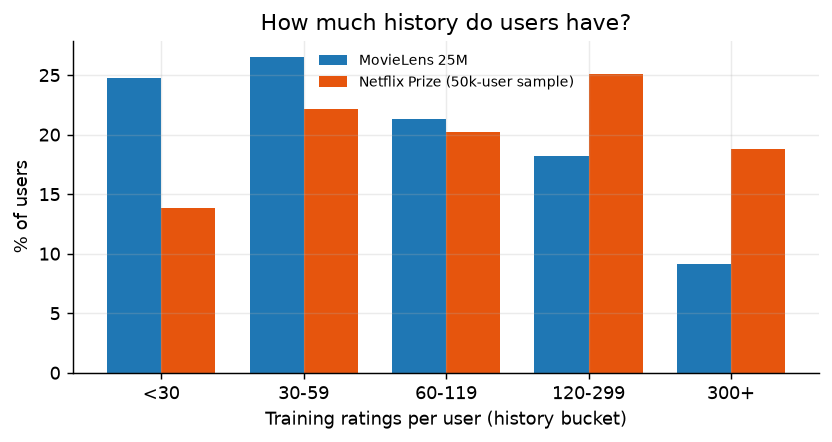 How much history do users have?
MovieLens 25M
Netflix Prize (50k-user sample)
% of users
25
20
15
10
5
0
<30
30-59
60-119
120-299
300+
Training ratings per user (history bucket)